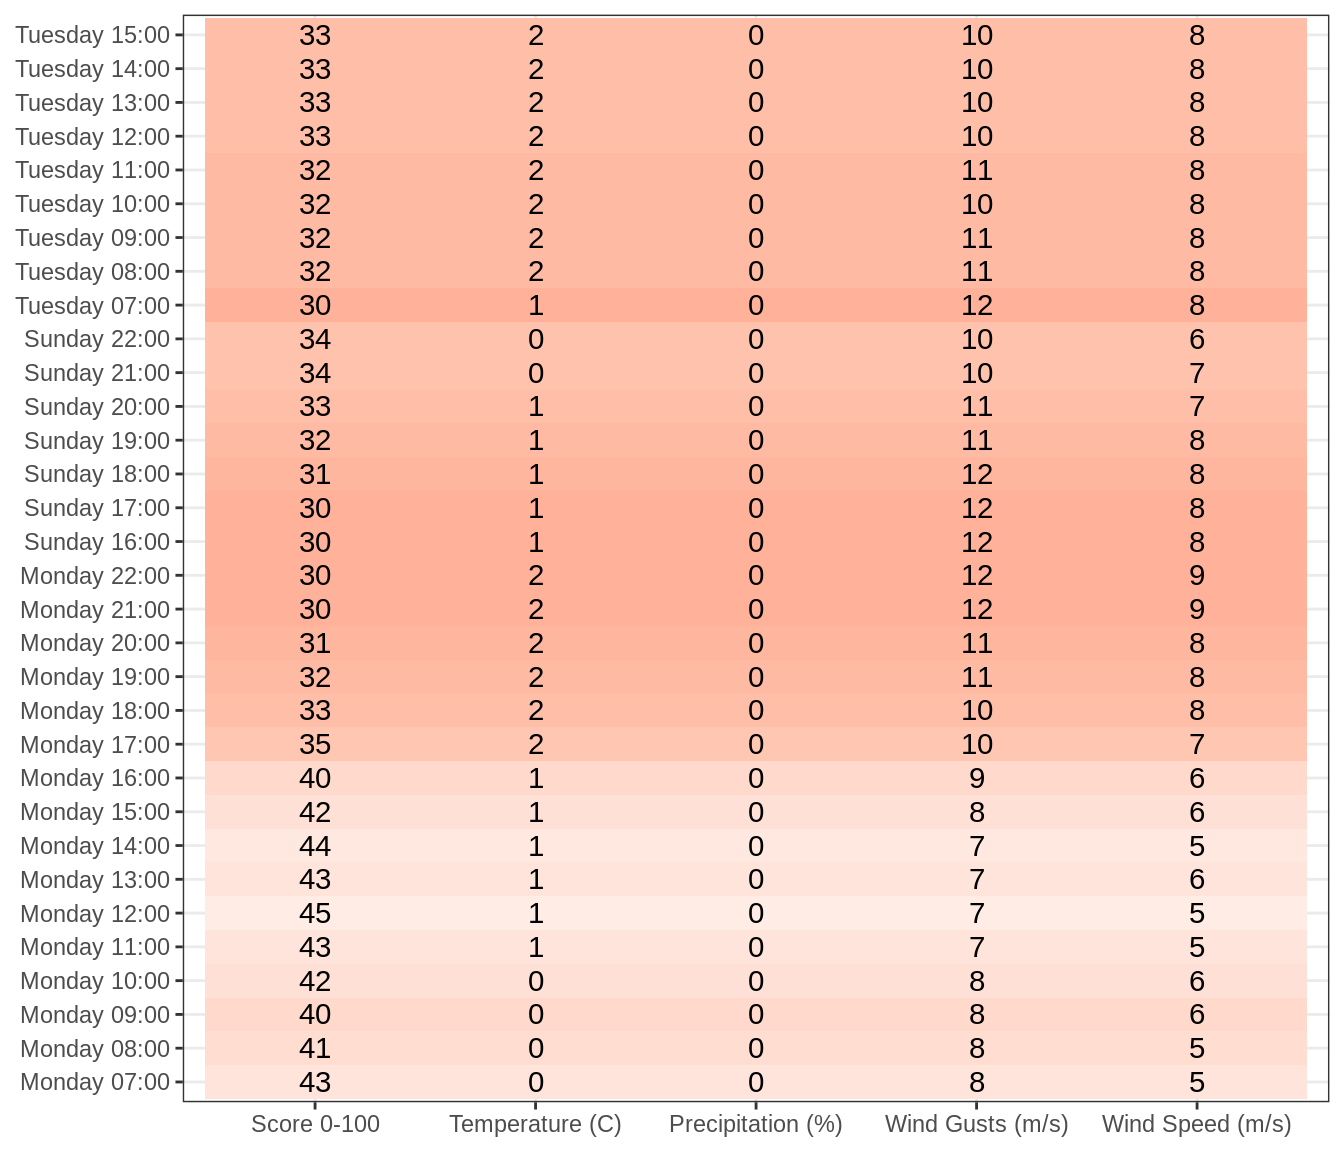 Tuesday 15:00 33 2 0 10 8
Tuesday 14:00 33 2 0 10 8
Tuesday 13:00 33 2 0 10 8
Tuesday 12:00 33 2 0 10 8
Tuesday 11:00 32 2 0 11 8
Tuesday 10:00 32 2 0 10 8
Tuesday 09:00 32 2 0 11 8
Tuesday 08:00 32 2 0 11 8
Tuesday 07:00 30 1 0 12 8
Sunday 22:00 34 0 0 10 6
Sunday 21:00 34 0 0 10 7
Sunday 20:00 33 1 0 11 7
Sunday 19:00 32 1 0 11 8
Sunday 18:00 31 1 0 12 8
Sunday 17:00 30 1 0 12 8
Sunday 16:00 30 1 0 12 8
Monday 22:00 30 2 0 12 9
Monday 21:00 30 2 0 12 9
Monday 20:00 31 2 0 11 8
Monday 19:00 32 2 0 11 8
Monday 18:00 33 2 0 10 8
Monday 17:00 35 2 0 10 7
Monday 16:00 40 1 0 9 6
Monday 15:00 42 1 0 8 6
Monday 14:00 44 1 0 7 5
Monday 13:00 43 1 0 7 6
Monday 12:00 45 1 0 7 5
Monday 11:00 43 1 0 7 5
Monday 10:00 42 0 0 8 6
Monday 09:00 40 0 0 8 6
Monday 08:00 41 0 0 8 5
Monday 07:00 43 0 0 8 5
Score 0-100 Temperature (C) Precipitation (%) Wind Gusts (m/s) Wind Speed (m/s)